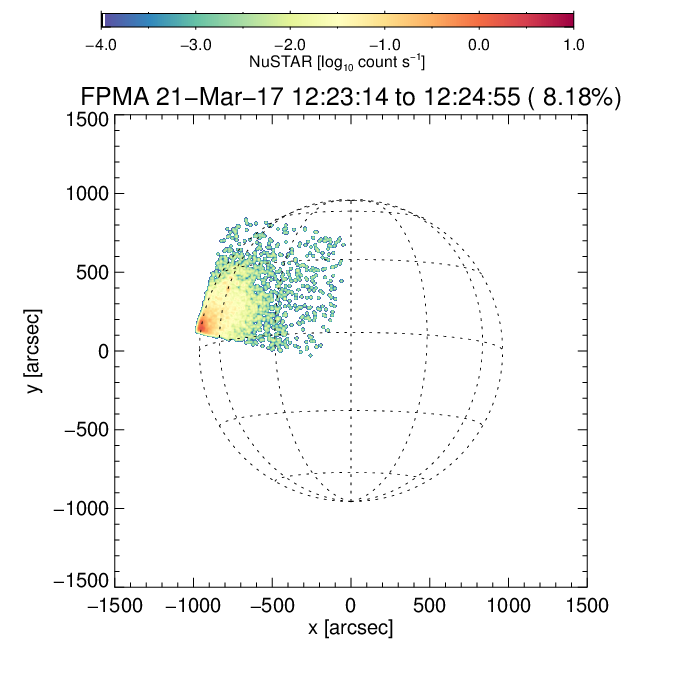 −4.0 −3.0 −2.0 −1.0 0.0 1.0
NuSTAR [log₁₀ count s⁻¹]
FPMA 21−Mar−17 12:23:14 to 12:24:55 ( 8.18%)
1500
1000
500
0
−500
−1000
−1500
y [arcsec]
−1500 −1000 −500 0 500 1000 1500
x [arcsec]